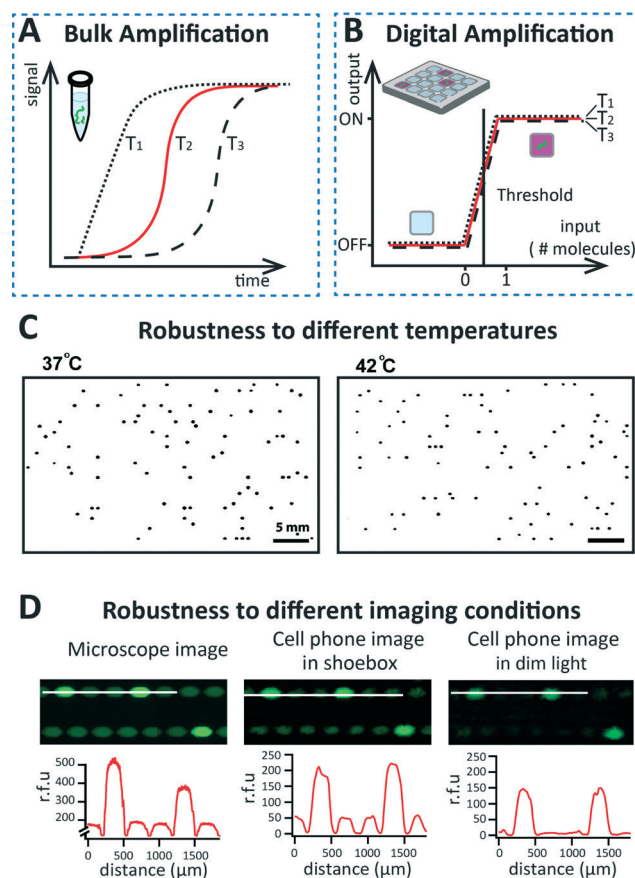 A Bulk Amplification
signal
T1
T2
T3
time
B Digital Amplification
output
ON
OFF
T1
T2
T3
Threshold
input
( # molecules)
0 1
C Robustness to different temperatures
37°C
5 mm
42°C
D Robustness to different imaging conditions
Microscope image
Cell phone image
in shoebox
Cell phone image
in dim light
r.f.u
500
400
300
200
0 500 1000 1500
distance (µm)
r.f.u
250
200
150
100
50
0
0 500 1000 1500
distance (µm)
r.f.u
250
200
150
100
50
0
0 500 1000 1500
distance (µm)